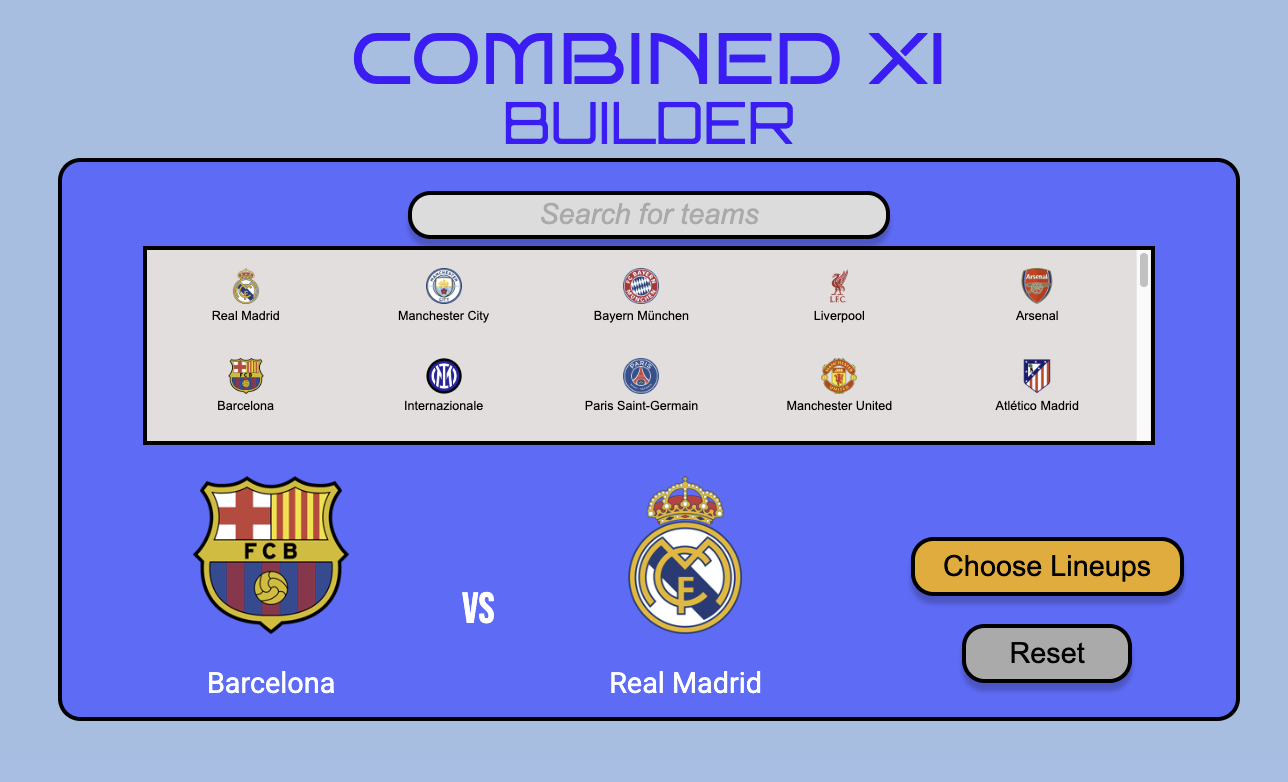 COMBINED XI
BUILDER
Search for teams
Real Madrid
Manchester City
Bayern München
Liverpool
Arsenal
Barcelona
Internazionale
Paris Saint-Germain
Manchester United
Atlético Madrid
FCB
VS
Barcelona
Real Madrid
Choose Lineups
Reset